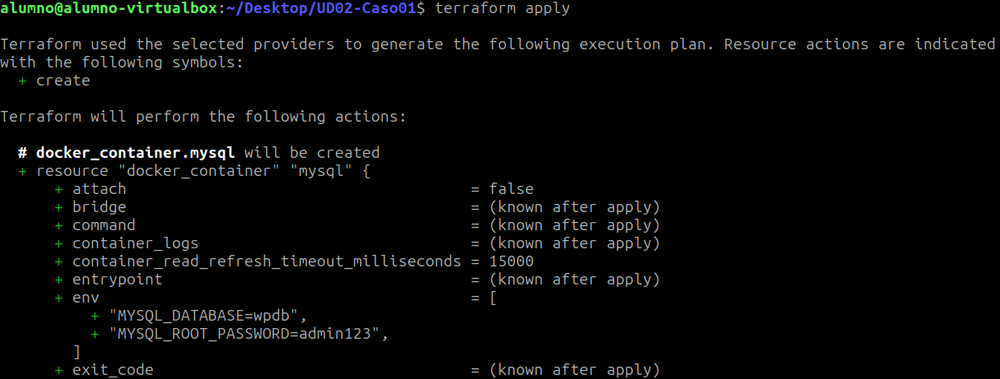 alumno@alumno-virtualbox:~/Desktop/UD02-Caso01$ terraform apply
Terraform used the selected providers to generate the following execution plan. Resource actions are indicated
with the following symbols:
  + create
Terraform will perform the following actions:
  # docker_container.mysql will be created
  + resource "docker_container" "mysql" {
      + attach                                      = false
      + bridge                                      = (known after apply)
      + command                                     = (known after apply)
      + container_logs                              = (known after apply)
      + container_read_refresh_timeout_milliseconds = 15000
      + entrypoint                                  = (known after apply)
      + env                                         = [
          + "MYSQL_DATABASE=wpdb",
          + "MYSQL_ROOT_PASSWORD=admin123",
        ]
      + exit_code                                   = (known after apply)